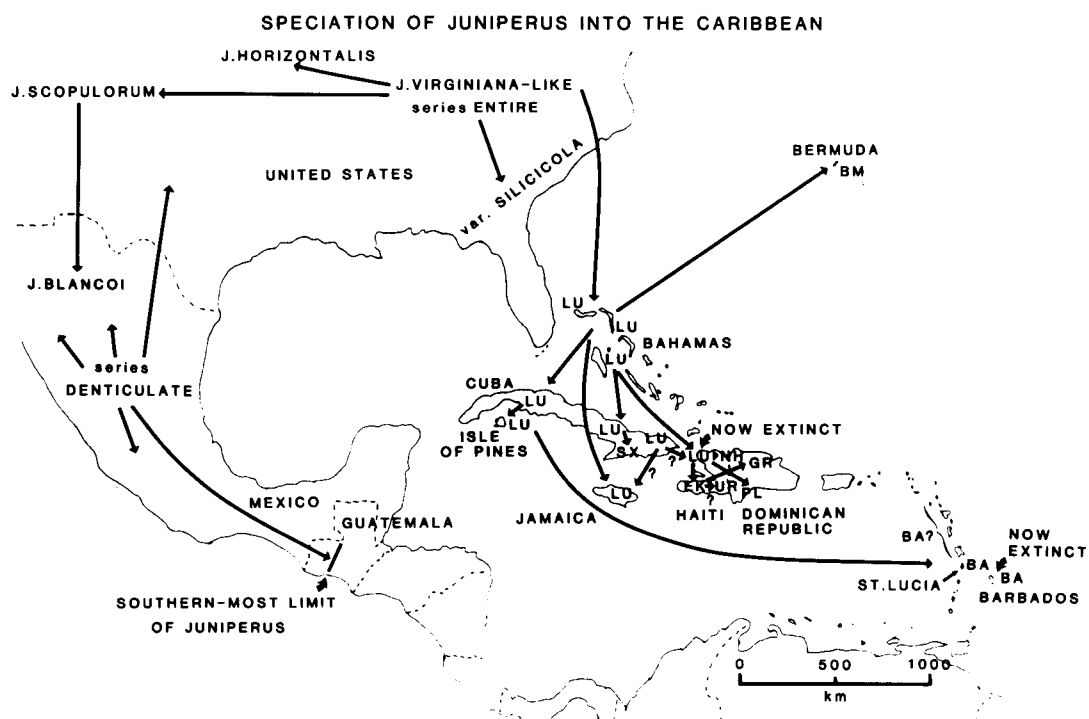 SPECIATION OF JUNIPERUS INTO THE CARIBBEAN
J.HORIZONTALIS
J.SCOPULORUM
J.VIRGINIANA-LIKE
series ENTIRE
UNITED STATES
var. SILICICOLA
BERMUDA
BM
J.BLANCOI
LU
LU
BAHAMAS
LU
series
DENTICULATE
CUBA
LU
LU
ISLE
OF PINES
LU
SX
LU
?
?
NOW EXTINCT
LU
NH
GR
EK
UR
?
PL
LU
JAMAICA
HAITI
DOMINICAN
REPUBLIC
MEXICO
GUATEMALA
BA?
NOW
EXTINCT
BA
BA
ST.LUCIA
BARBADOS
SOUTHERN-MOST LIMIT
OF JUNIPERUS
0 500 1000
km